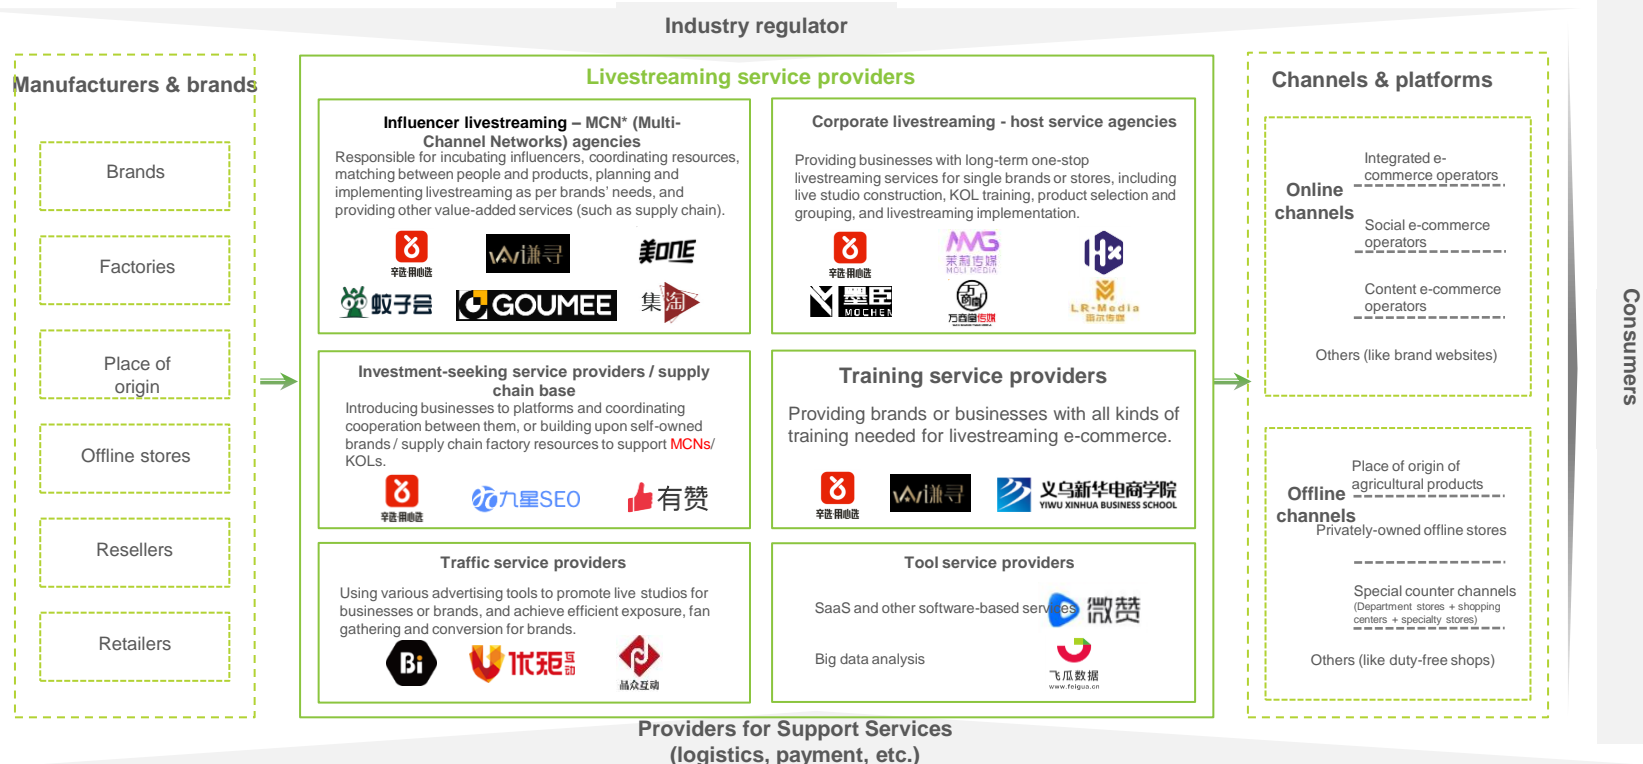 Industry regulator
Manufacturers & brands
Brands
Factories
Place of
origin
Offline stores
Resellers
Retailers
Livestreaming service providers
Influencer livestreaming – MCN* (Multi-
Channel Networks) agencies
Responsible for incubating influencers, coordinating resources,
matching between people and products, planning and
implementing livestreaming as per brands' needs, and
providing other value-added services (such as supply chain).
辛选·用心选
谦寻
美ONE
蚊子会
GOUMEE
集淘
Corporate livestreaming - host service agencies
Providing businesses with long-term one-stop
livestreaming services for single brands or stores, including
live studio construction, KOL training, product selection and
grouping, and livestreaming implementation.
辛选·用心选
茉莉传媒
MOLI MEDIA
Hx
墨臣
MOCHEN
传媒
LR-Media
雷尔传媒
Investment-seeking service providers / supply
chain base
Introducing businesses to platforms and coordinating
cooperation between them, or building upon self-owned
brands / supply chain factory resources to support MCNs/
KOLs.
辛选·用心选
九星SEO
有赞
Training service providers
Providing brands or businesses with all kinds of
training needed for livestreaming e-commerce.
辛选·用心选
谦寻
义乌新华电商学院
YIWU XINHUA BUSINESS SCHOOL
Traffic service providers
Using various advertising tools to promote live studios for
businesses or brands, and achieve efficient exposure, fan
gathering and conversion for brands.
Bi
优矩互动
品众互动
Tool service providers
SaaS and other software-based services
微赞
Big data analysis
飞瓜数据
www.feigua.cn
Channels & platforms
Online
channels
Integrated e-
commerce operators
Social e-commerce
operators
Content e-commerce
operators
Others (like brand websites)
Offline
channels
Place of origin of
agricultural products
Privately-owned offline stores
Special counter channels
(Department stores + shopping
centers + specialty stores)
Others (like duty-free shops)
Consumers
Providers for Support Services
(logistics, payment, etc.)